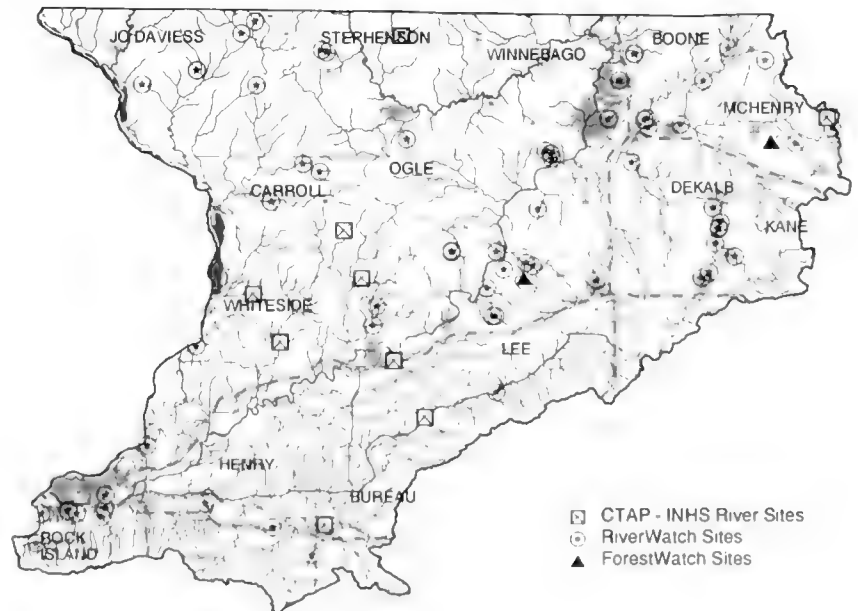 JO DAVIESS
STEPHENSON
WINNEBAGO
BOONE
MCHENRY
OGLE
CARROLL
DEKALB
KANE
WHITESIDE
LEE
HENRY
BUREAU
ROCK
ISLAND
CTAP - INHS River Sites
RiverWatch Sites
ForestWatch Sites